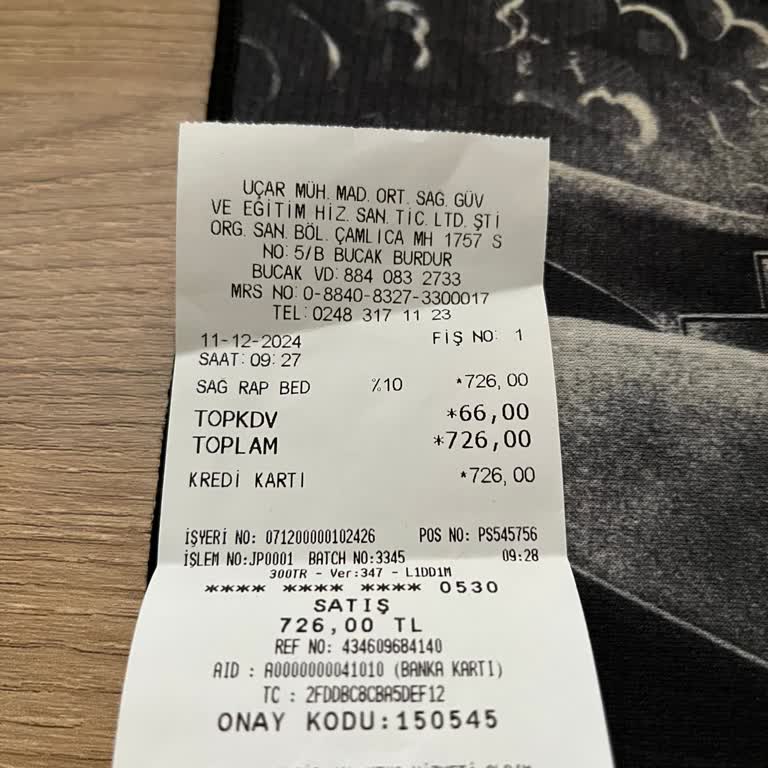 UÇAR MÜH. MAD. ORT. SAĞ. GÜV
VE EĞİTİM HİZ. SAN. TİC. LTD. ŞTİ
ORG. SAN. BÖL. ÇAMLICA MH 1757 S
NO: 5/B BUCAK BURDUR
BUCAK VD: 884 083 2733
MRS NO: 0-8840-8327-3300017
TEL: 0248 317 11 23
11-12-2024 FİŞ NO: 1
SAAT: 09:27
SAĞ RAP BED %10 *726,00
TOPKDV *66,00
TOPLAM *726,00
KREDİ KARTI *726,00
İŞYERİ NO: 071200000102426 POS NO: PS545756
İŞLEM NO:JP0001 BATCH NO:3345 09:28
300TR - Ver:347 - L1DD1M
**** **** **** 0530
SATIŞ
726,00 TL
REF NO: 434609684140
AID : A0000000041010 (BANKA KARTI)
TC : 2FDDBC8CBA5DEF12
ONAY KODU:150545